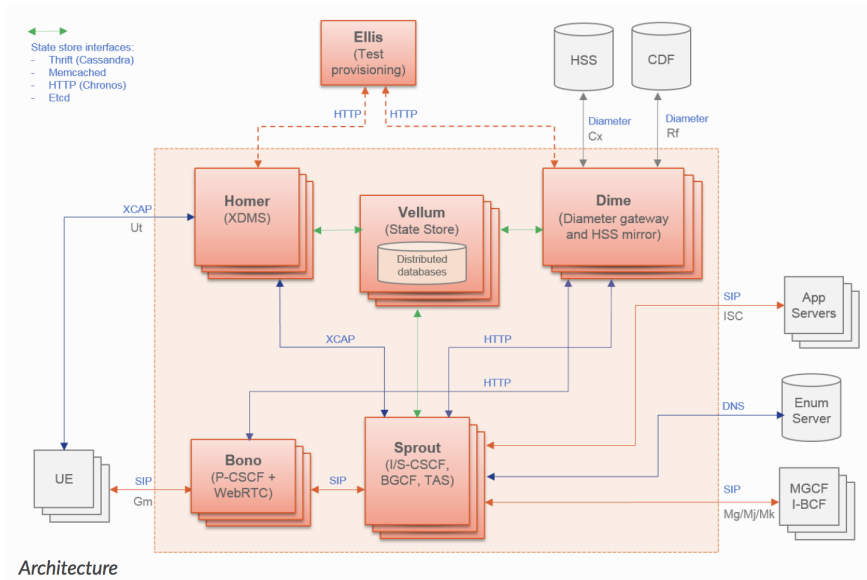 State store interfaces:
- Thrift (Cassandra)
- Memcached
- HTTP (Chronos)
- Etcd
Ellis
(Test
provisioning)
HSS
CDF
HTTP
HTTP
Diameter
Cx
Diameter
Rf
Homer
(XDMS)
Vellum
(State Store)
Distributed
databases
Dime
(Diameter gateway
and HSS mirror)
XCAP
Ut
SIP
ISC
App
Servers
XCAP
HTTP
HTTP
DNS
Enum
Server
UE
SIP
Gm
Bono
(P-CSCF +
WebRTC)
SIP
Sprout
(I/S-CSCF,
BGCF, TAS)
SIP
Mg/Mj/Mk
MGCF
I-BCF
Architecture